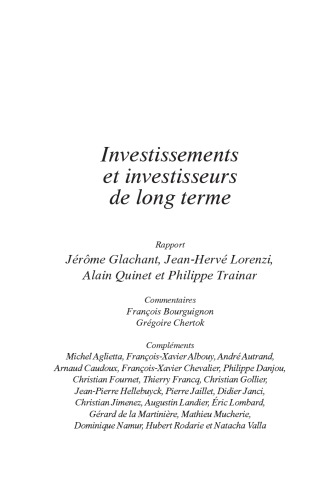 Investissements
et investisseurs
de long terme
Rapport
Jérôme Glachant, Jean-Hervé Lorenzi,
Alain Quinet et Philippe Trainar
Commentaires
François Bourguignon
Grégoire Chertok
Compléments
Michel Aglietta, François-Xavier Albouy, André Autrand,
Arnaud Caudoux, François-Xavier Chevalier, Philippe Danjou,
Christian Fournet, Thierry Francq, Christian Gollier,
Jean-Pierre Hellebuyck, Pierre Jaillet, Didier Janci,
Christian Jimenez, Augustin Landier, Éric Lombard,
Gérard de la Martinière, Mathieu Mucherie,
Dominique Namur, Hubert Rodarie et Natacha Valla